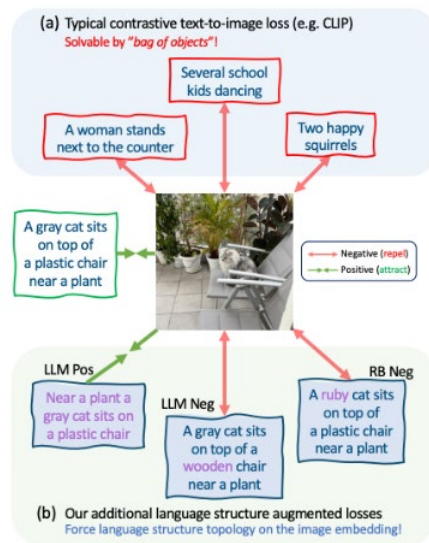 (a) Typical contrastive text-to-image loss (e.g. CLIP)
Solvable by "bag of objects"!
Several school
kids dancing
A woman stands
next to the counter
Two happy
squirrels
A gray cat sits
on top of
a plastic chair
near a plant
Negative (repel)
Positive (attract)
LLM Pos
Near a plant a
gray cat sits on
a plastic chair
LLM Neg
A gray cat sits
on top of a
wooden chair
near a plant
RB Neg
A ruby cat sits
on top of
a plastic chair
near a plant
(b) Our additional language structure augmented losses
Force language structure topology on the image embedding!